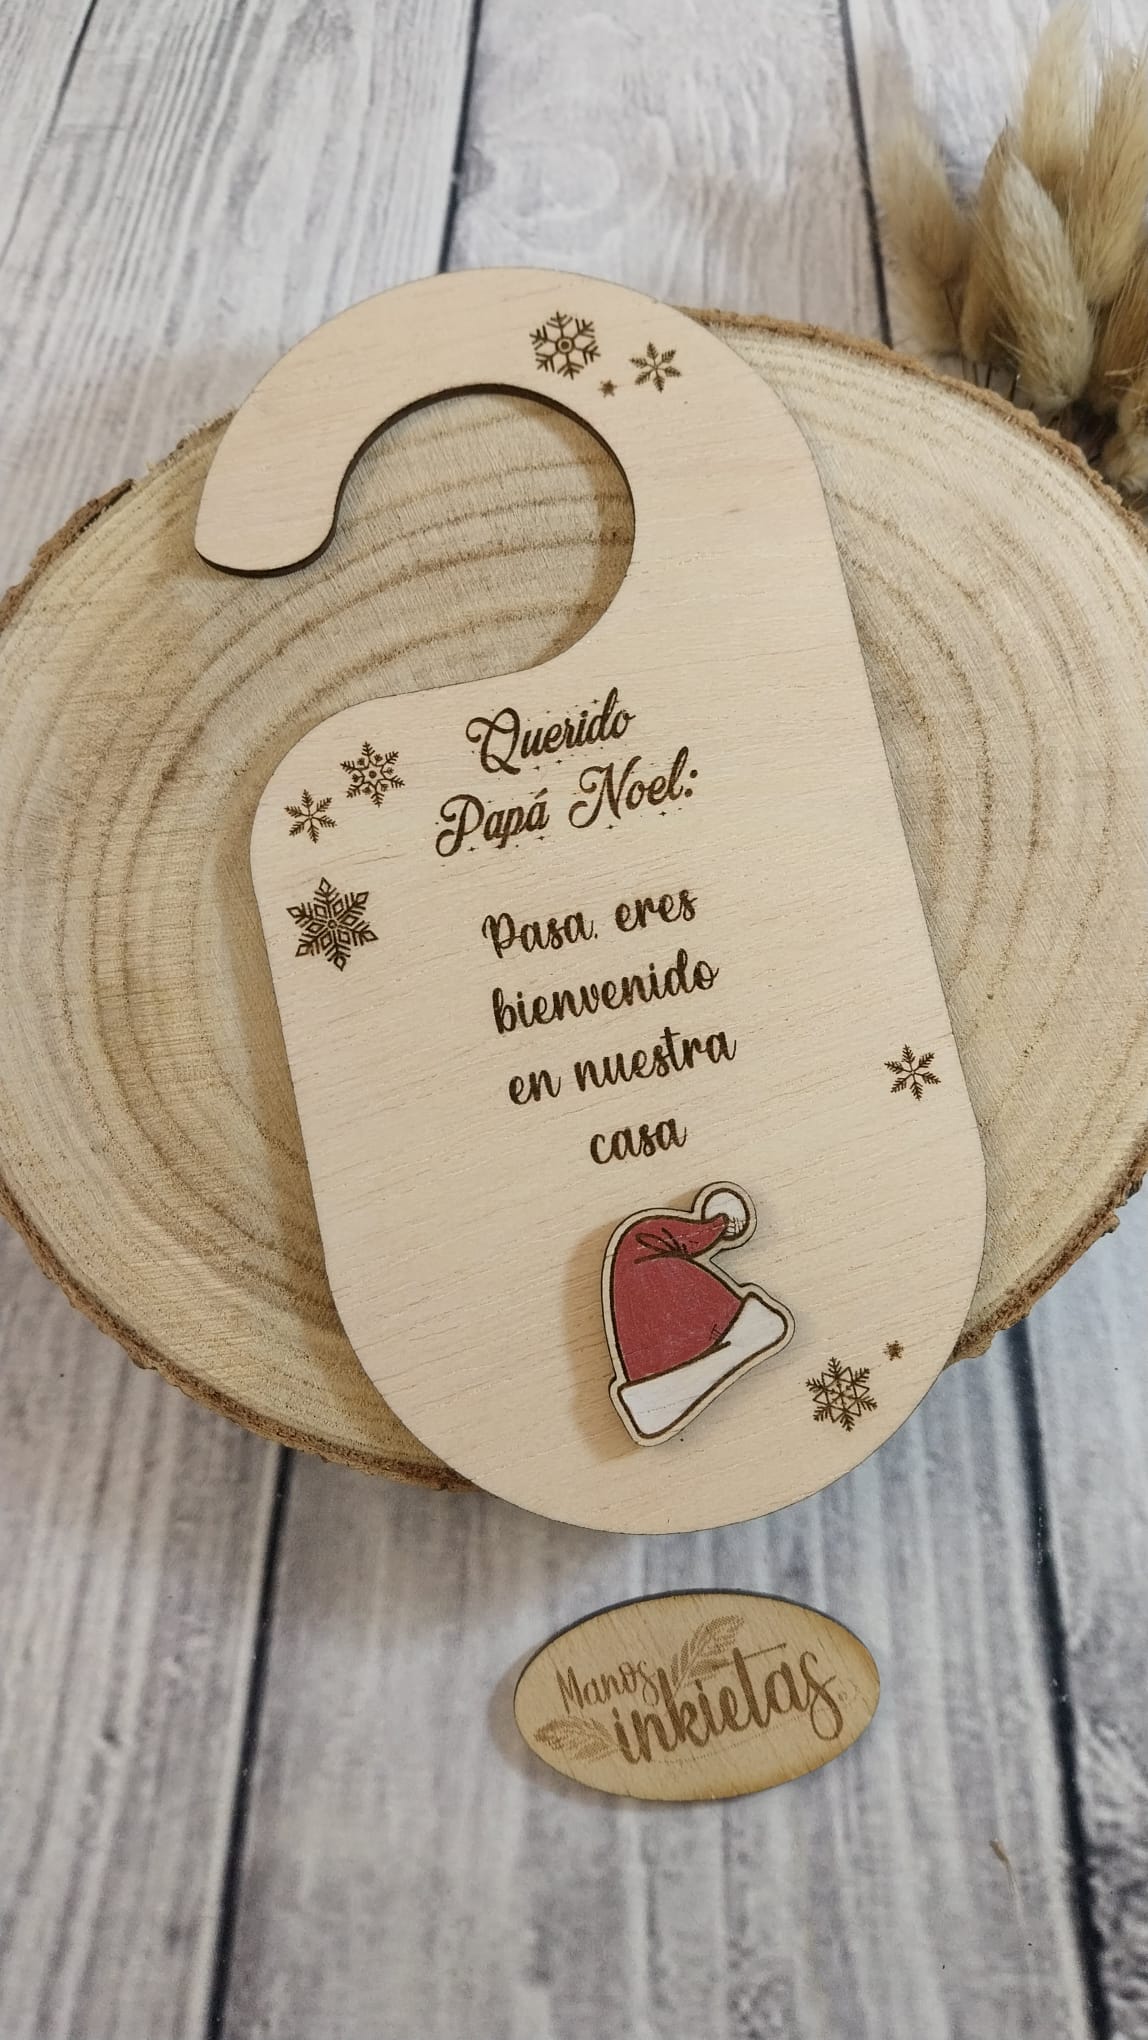 Querido
Papá Noel:
Pasa, eres
bienvenido
en nuestra
casa
Manos
inkietas